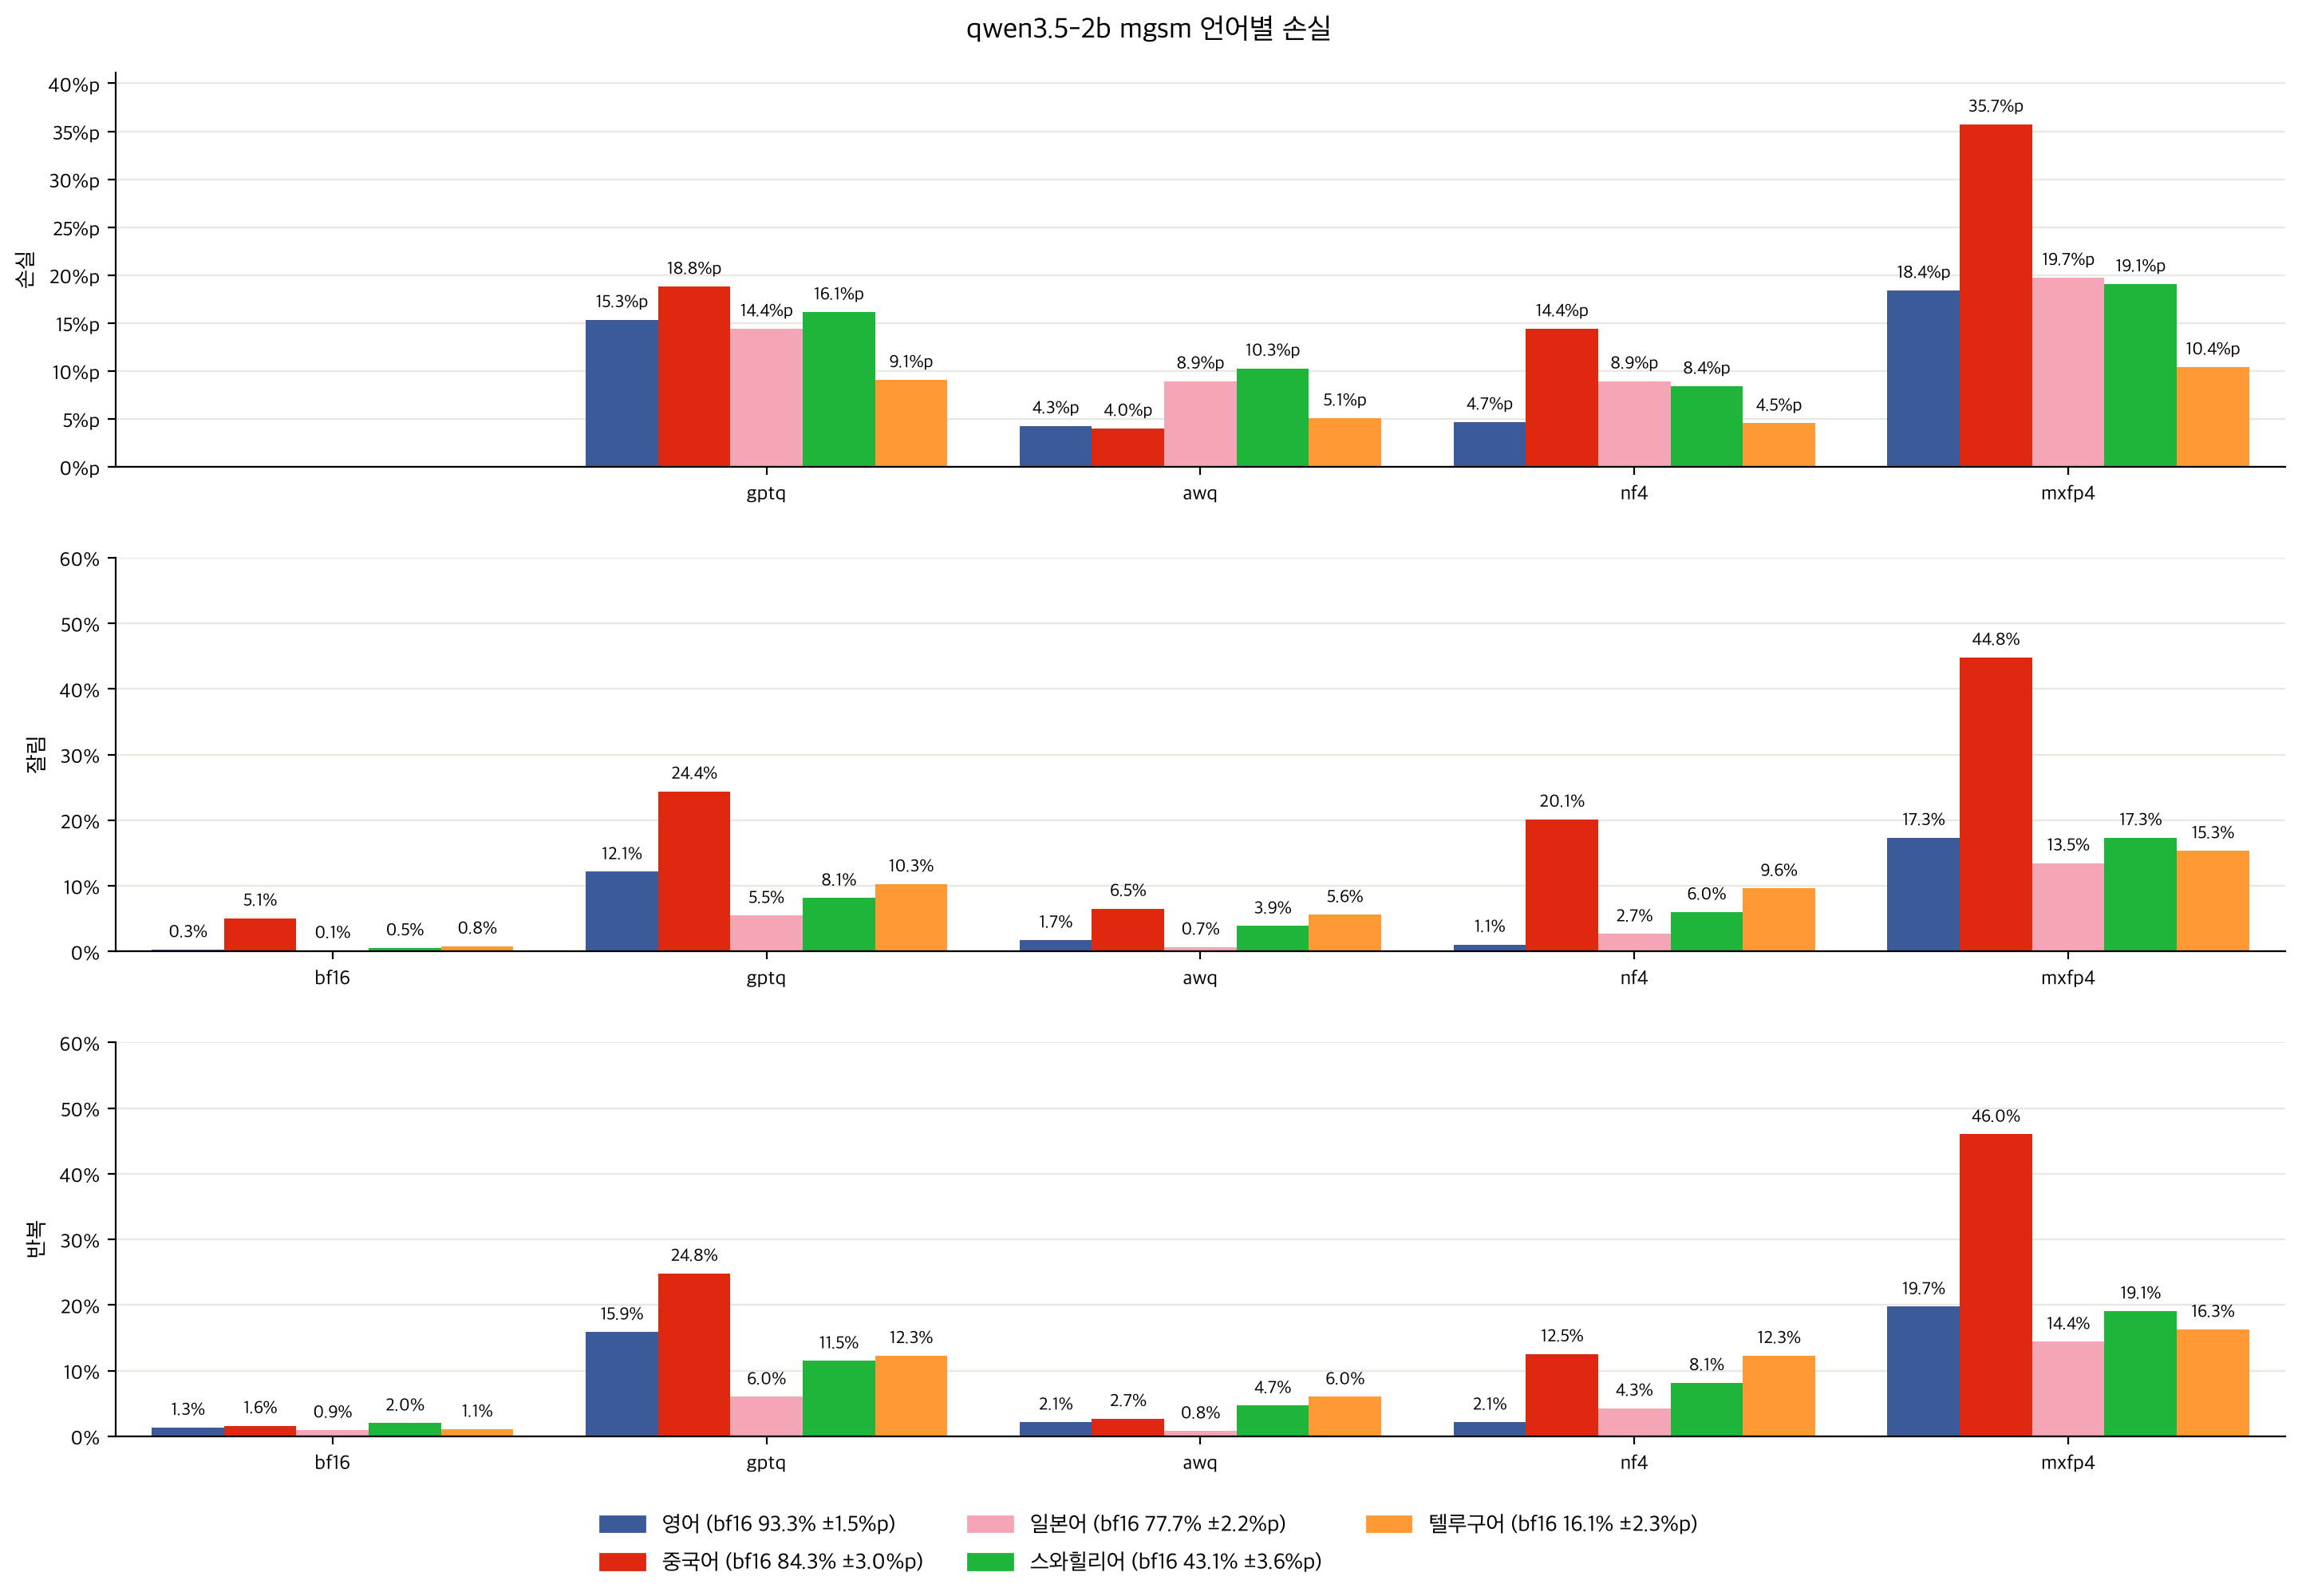 qwen3.5-2b mgsm 언어별 손실
손실
40%p
35%p
30%p
25%p
20%p
15%p
10%p
5%p
0%p
15.3%p
18.8%p
14.4%p
16.1%p
9.1%p
4.3%p
4.0%p
8.9%p
10.3%p
5.1%p
4.7%p
14.4%p
8.9%p
8.4%p
4.5%p
18.4%p
35.7%p
19.7%p
19.1%p
10.4%p
gptq
awq
nf4
mxfp4
잘림
60%
50%
40%
30%
20%
10%
0%
0.3%
5.1%
0.1%
0.5%
0.8%
12.1%
24.4%
5.5%
8.1%
10.3%
1.7%
6.5%
0.7%
3.9%
5.6%
1.1%
20.1%
2.7%
6.0%
9.6%
17.3%
44.8%
13.5%
17.3%
15.3%
bf16
gptq
awq
nf4
mxfp4
반복
60%
50%
40%
30%
20%
10%
0%
1.3%
1.6%
0.9%
2.0%
1.1%
15.9%
24.8%
6.0%
11.5%
12.3%
2.1%
2.7%
0.8%
4.7%
6.0%
2.1%
12.5%
4.3%
8.1%
12.3%
19.7%
46.0%
14.4%
19.1%
16.3%
bf16
gptq
awq
nf4
mxfp4
영어 (bf16 93.3% ±1.5%p)
중국어 (bf16 84.3% ±3.0%p)
일본어 (bf16 77.7% ±2.2%p)
스와힐리어 (bf16 43.1% ±3.6%p)
텔루구어 (bf16 16.1% ±2.3%p)